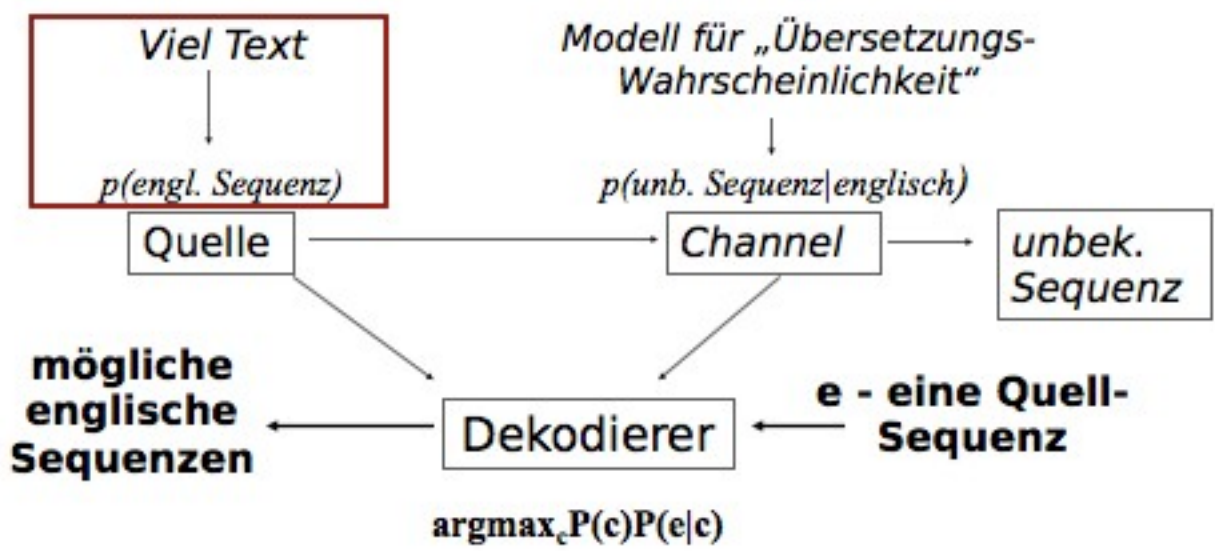 Viel Text
Modell für „Übersetzungs-
Wahrscheinlichkeit“
p(engl. Sequenz)
p(unb. Sequenz|englisch)
Quelle
Channel
unbek.
Sequenz
mögliche
englische
Sequenzen
Dekodierer
e - eine Quell-
Sequenz
argmaxcP(c)P(e|c)